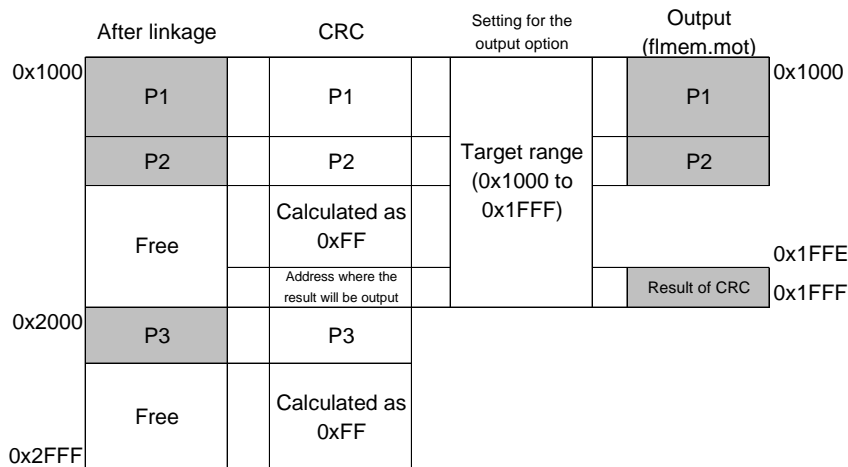 After linkage
CRC
Setting for the
output option
Output
(flmem.mot)
0x1000
P1
P1
Target range
(0x1000 to
0x1FFF)
P1
0x1000
P2
P2
P2
Free
Calculated as
0xFF
0x1FFE
Address where the
result will be output
Result of CRC
0x1FFF
0x2000
P3
P3
Free
Calculated as
0xFF
0x2FFF